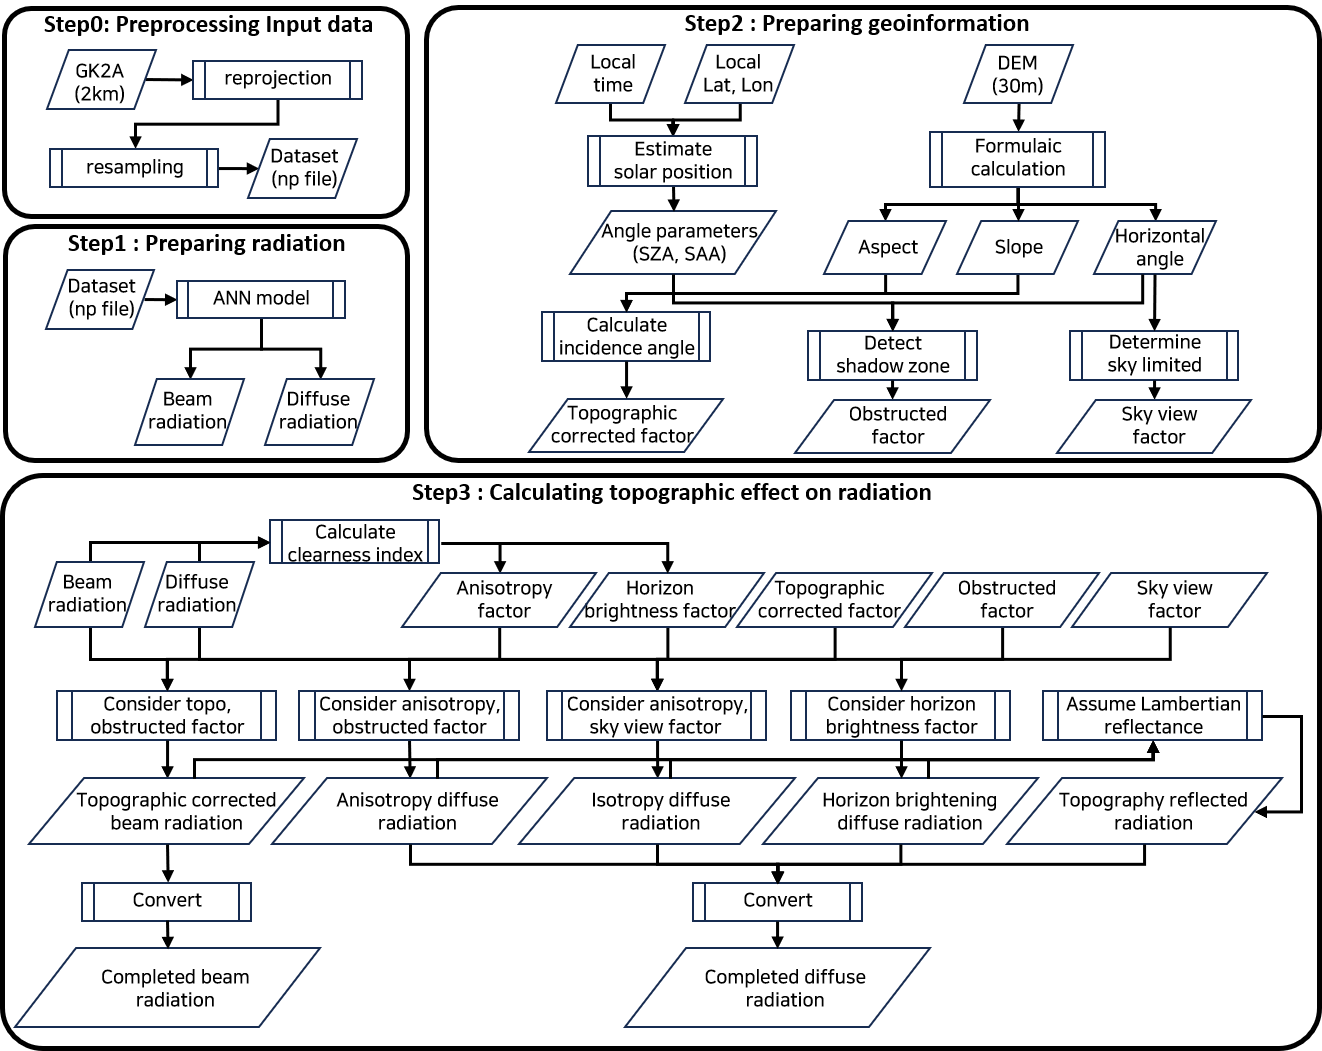 Step0: Preprocessing Input data
GK2A
(2km)
reprojection
resampling
Dataset
(np file)
Step1 : Preparing radiation
Dataset
(np file)
ANN model
Beam
radiation
Diffuse
radiation
Step2 : Preparing geoinformation
Local
time
Local
Lat, Lon
DEM
(30m)
Estimate
solar position
Formulaic
calculation
Angle parameters
(SZA, SAA)
Aspect
Slope
Horizontal
angle
Calculate
incidence angle
Detect
shadow zone
Determine
sky limited
Topographic
corrected factor
Obstructed
factor
Sky view
factor
Step3 : Calculating topographic effect on radiation
Calculate
clearness index
Beam
radiation
Diffuse
radiation
Anisotropy
factor
Horizon
brightness factor
Topographic
corrected factor
Obstructed
factor
Sky view
factor
Consider topo,
obstructed factor
Consider anisotropy,
obstructed factor
Consider anisotropy,
sky view factor
Consider horizon
brightness factor
Assume Lambertian
reflectance
Topographic corrected
beam radiation
Anisotropy diffuse
radiation
Isotropy diffuse
radiation
Horizon brightening
diffuse radiation
Topography reflected
radiation
Convert
Convert
Completed beam
radiation
Completed diffuse
radiation